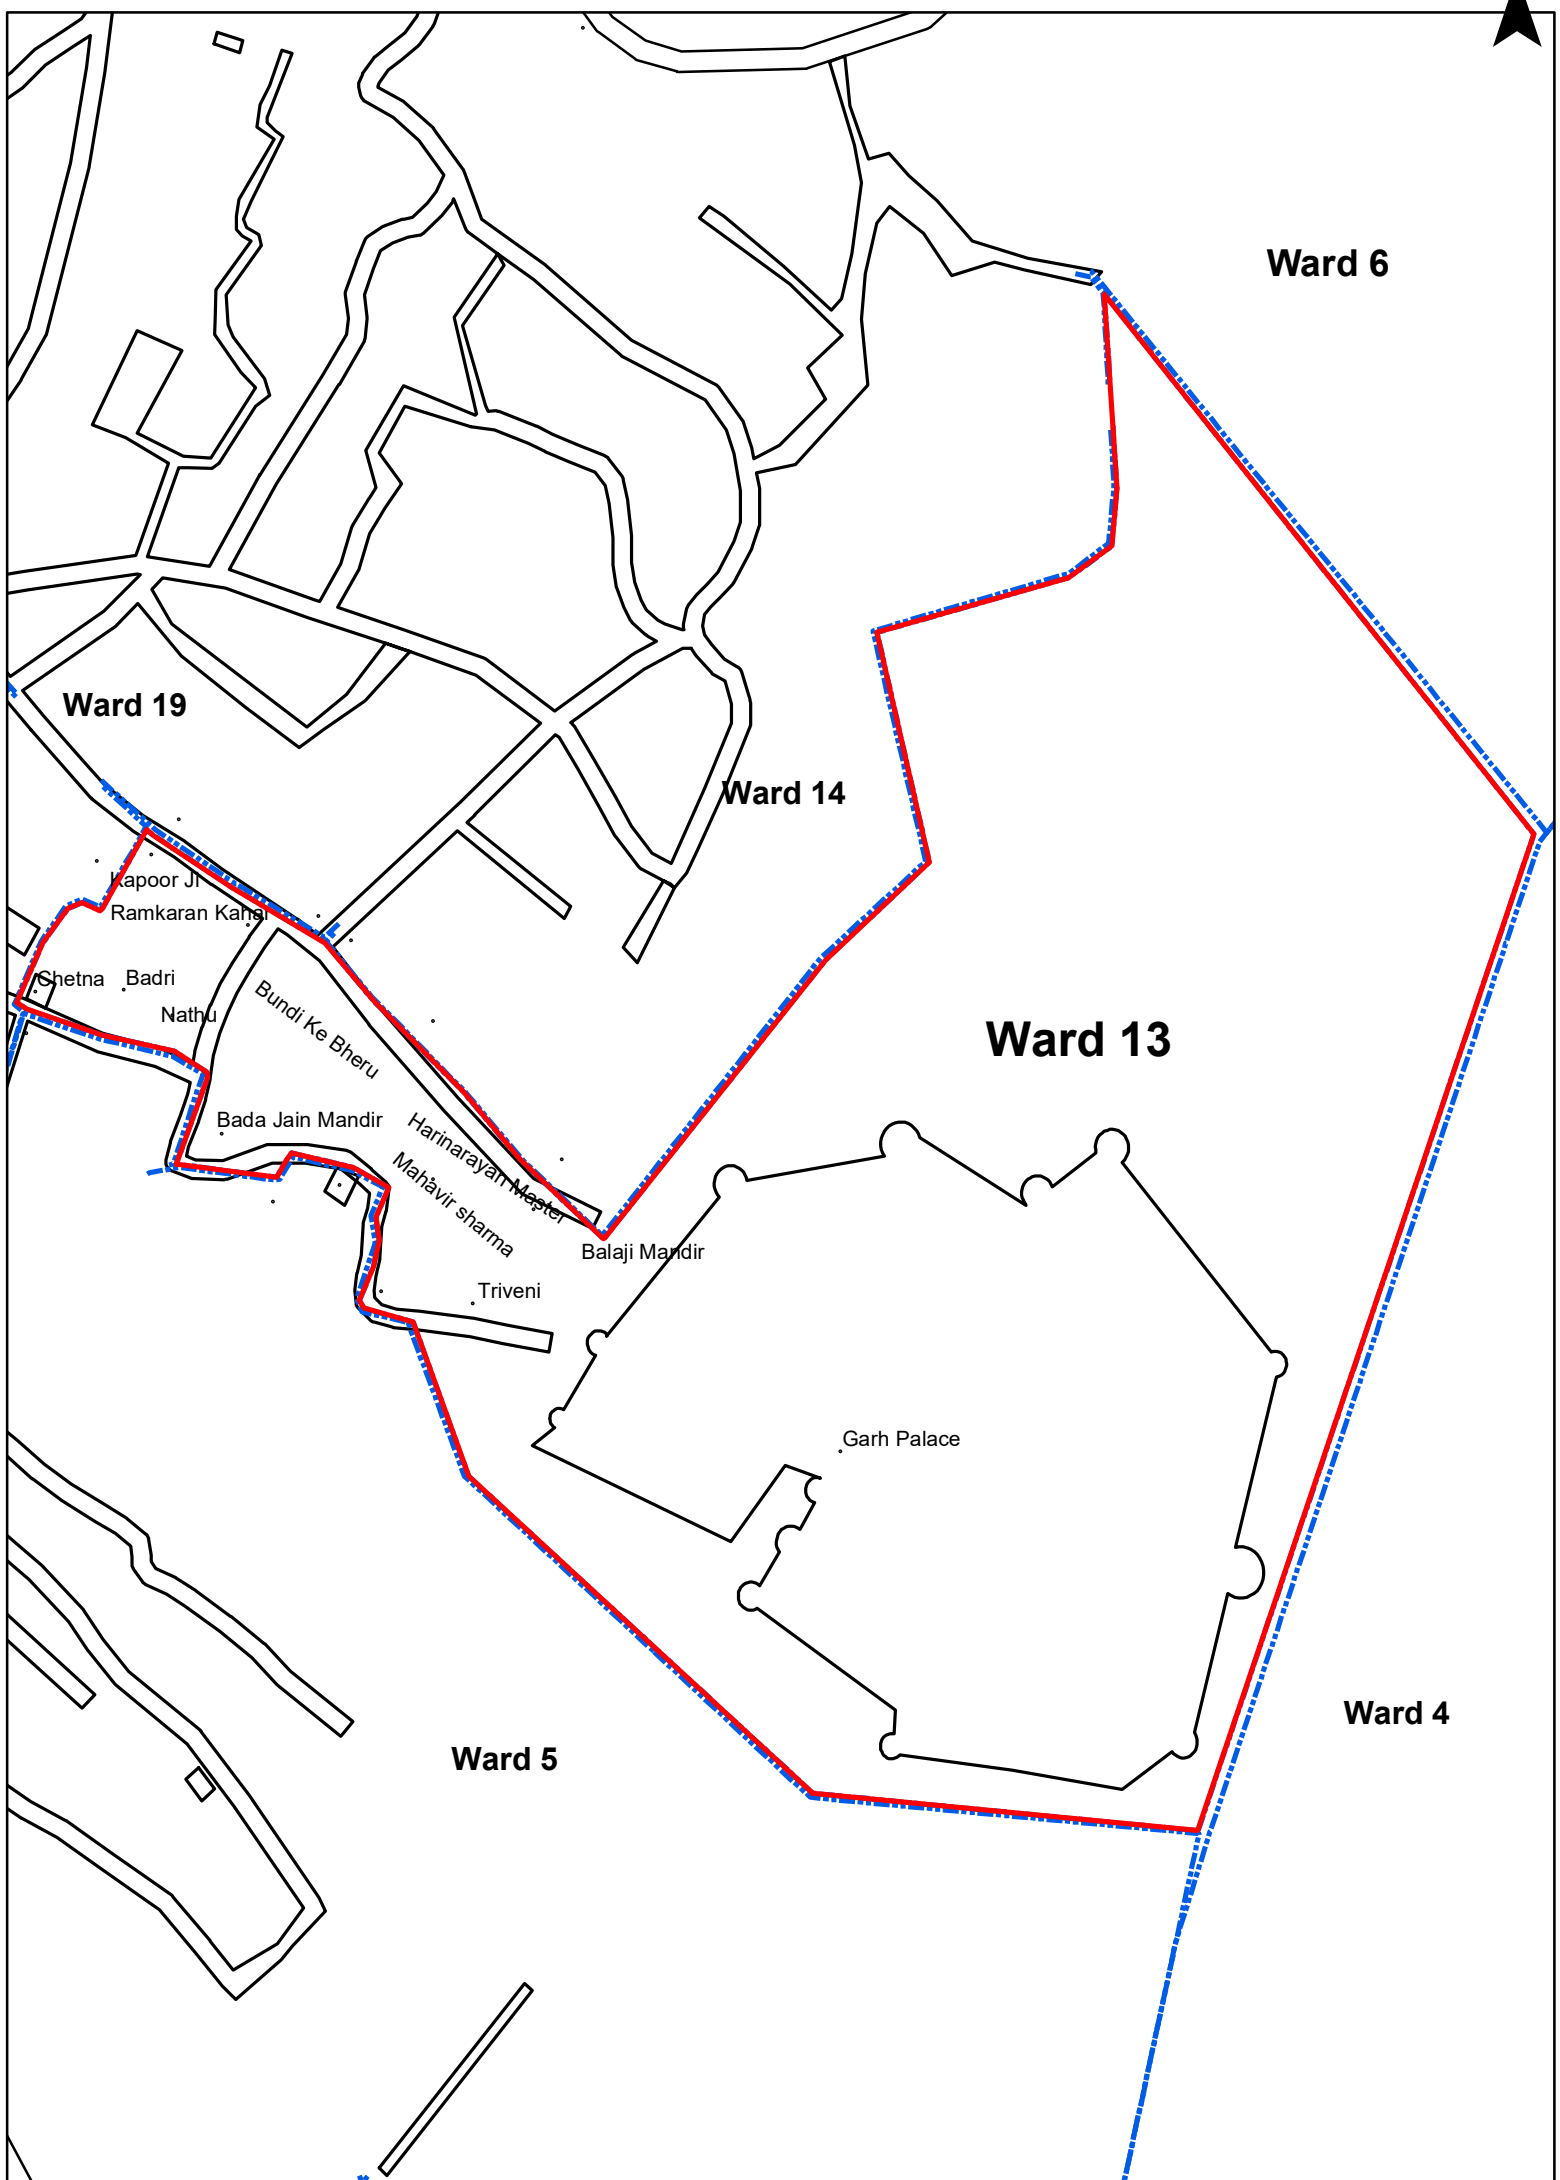 Ward 6
Ward 19
Ward 14
Kapoor Ji
Ramkaran Kahar
Chetna
Badri
Nathu
Bundi Ke Bheru
Ward 13
Bada Jain Mandir
Harinarayan Master
Mahavir sharma
Balaji Mandir
Triveni
Garh Palace
Ward 4
Ward 5